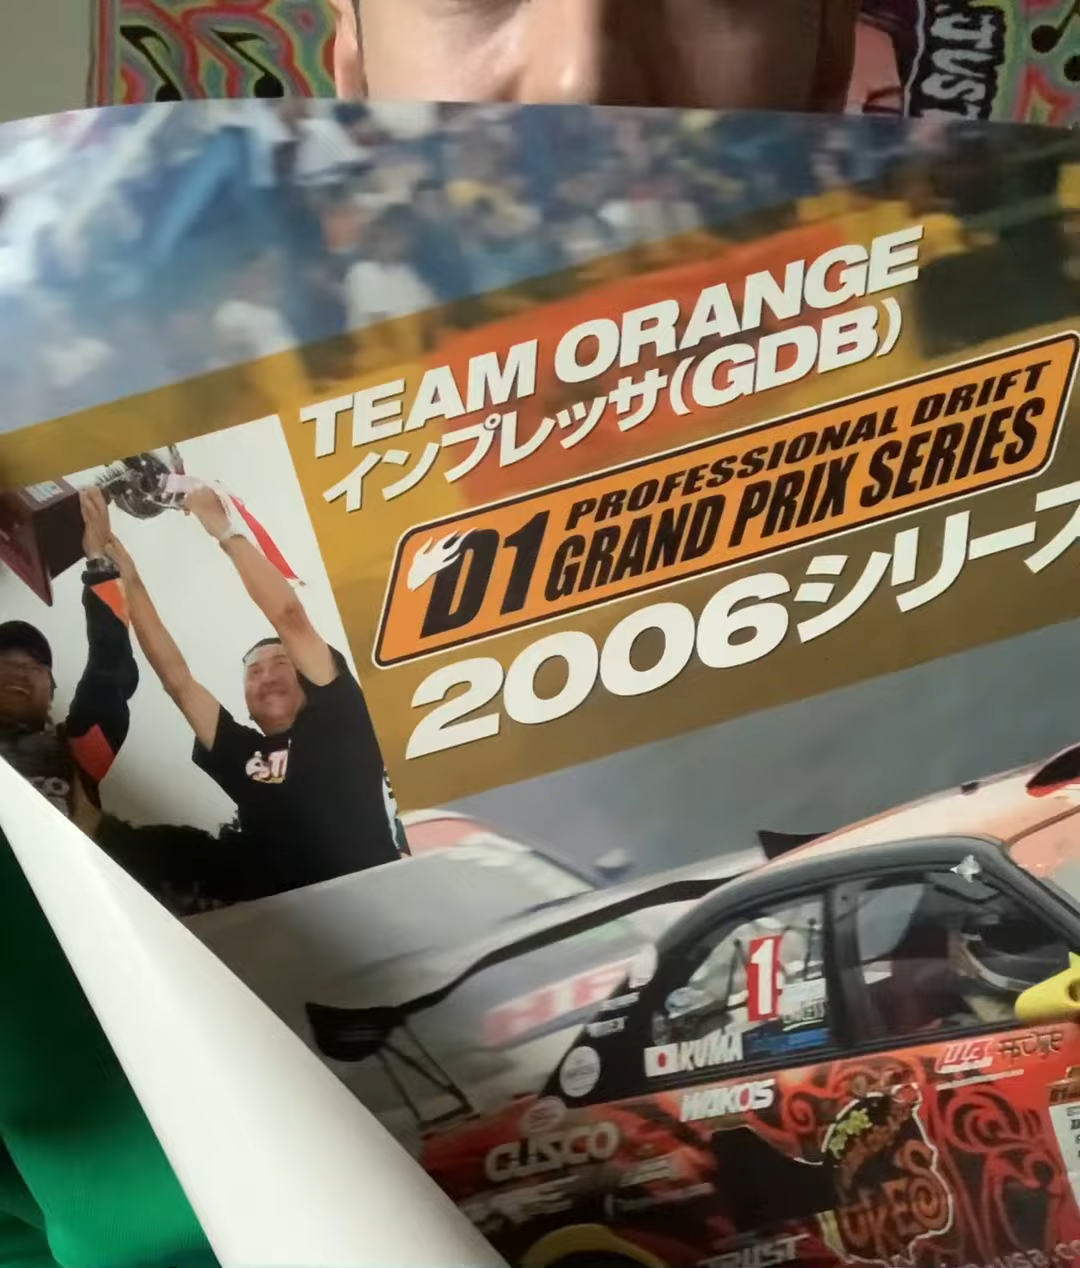 JUST
TEAM ORANGE
インプレッサ(GDB)
D1 PROFESSIONAL DRIFT
GRAND PRIX SERIES
2006シリーズ
1
KUMA
WAKO'S
CUSCO
TRUST